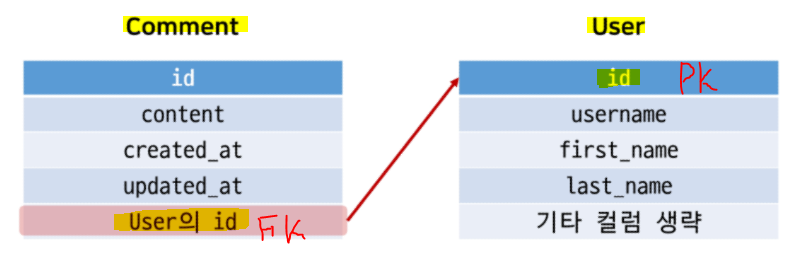 Comment
id
content
created_at
updated_at
User의 id FK
User
id PK
username
first_name
last_name
기타 컬럼 생략